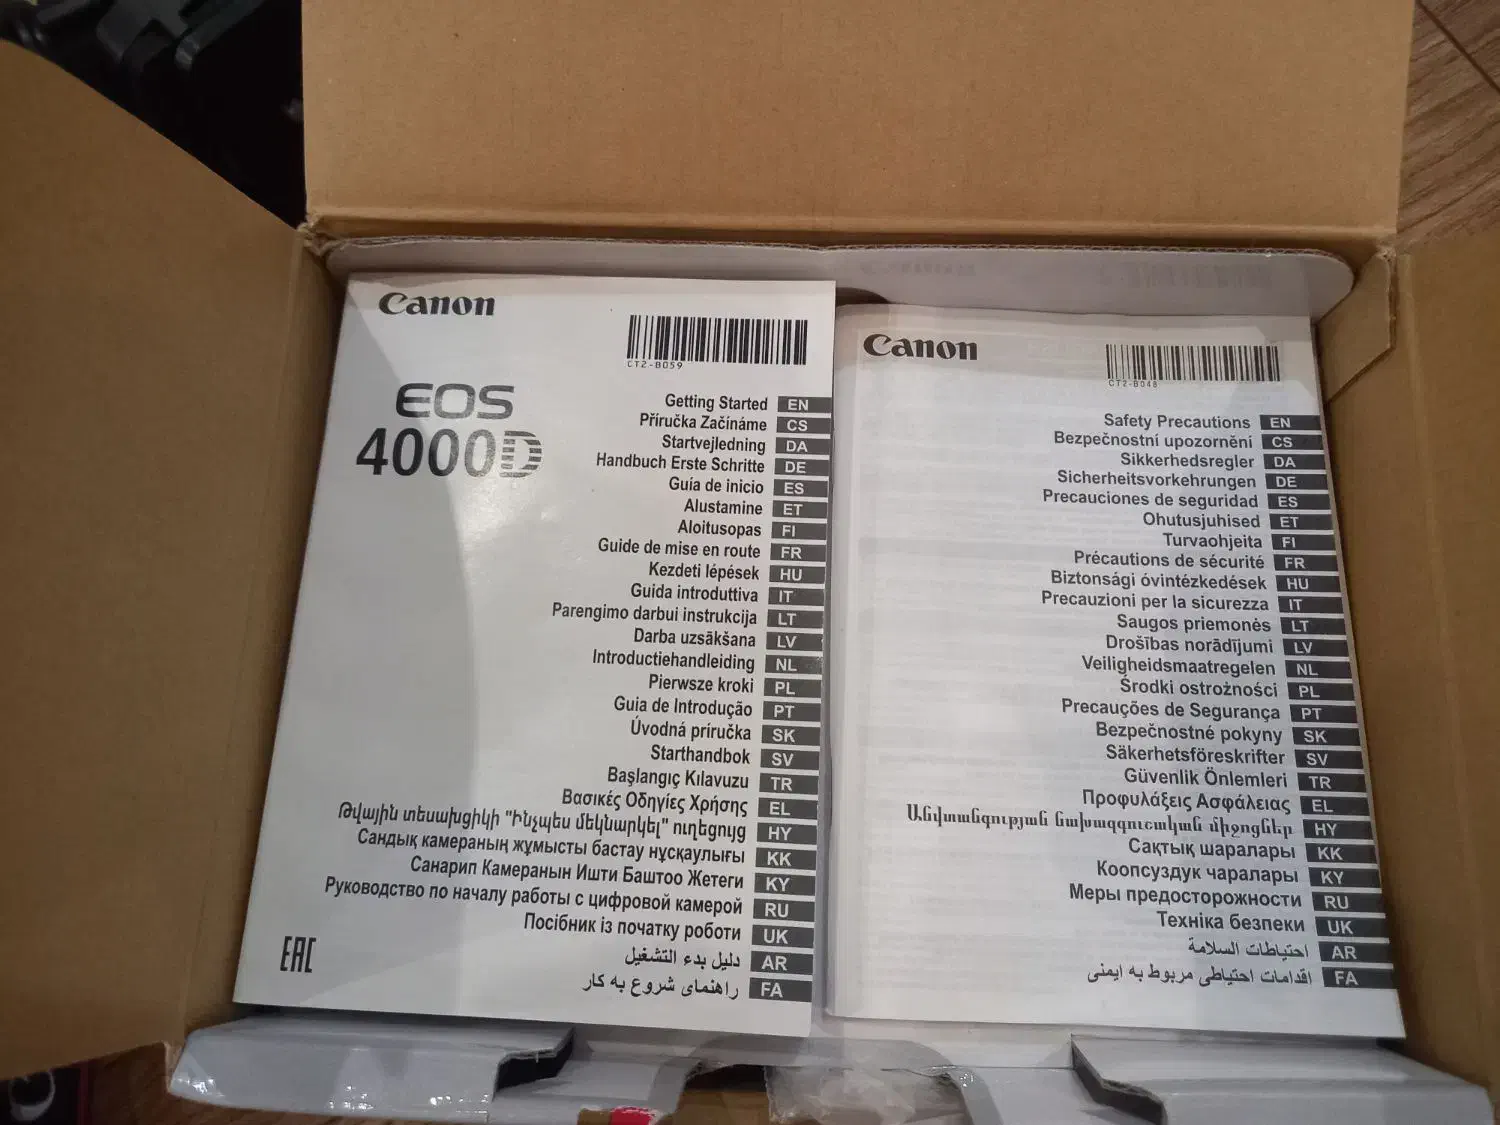 Canon
CT2-B059
EOS
4000D
Getting Started EN
Příručka Začínáme CS
Startvejledning DA
Handbuch Erste Schritte DE
Guía de inicio ES
Alustamine ET
Aloitusopas FI
Guide de mise en route FR
Kezdeti lépések HU
Guida introduttiva IT
Parengimo darbui instrukcija LT
Darba uzsākšana LV
Introductiehandleiding NL
Pierwsze kroki PL
Guia de Introdução PT
Úvodná príručka SK
Starthandbok SV
Başlangıç Kılavuzu TR
Βασικές Οδηγίες Χρήσης EL
Թվային տեսախցիկի "Ինչպես մեկնարկել" ուղեցույց HY
Сандық камераның жұмысты бастау нұсқаулығы KK
Санарип Камеранын Ишти Баштоо Жетеги KY
Руководство по началу работы с цифровой камерой RU
Посібник із початку роботи UK
دليل بدء التشغيل AR
راهنمای شروع به کار FA
EAC
Canon
CT2-B048
Safety Precautions EN
Bezpečnostní upozornění CS
Sikkerhedsregler DA
Sicherheitsvorkehrungen DE
Precauciones de seguridad ES
Ohutusjuhised ET
Turvaohjeita FI
Précautions de sécurité FR
Biztonsági óvintézkedések HU
Precauzioni per la sicurezza IT
Saugos priemonės LT
Drošības norādījumi LV
Veiligheidsmaatregelen NL
Środki ostrożności PL
Precauções de Segurança PT
Bezpečnostné pokyny SK
Säkerhetsföreskrifter SV
Güvenlik Önlemleri TR
Προφυλάξεις Ασφάλειας EL
Անվտանգության նախազգուշական միջոցներ HY
Сақтық шаралары KK
Коопсуздук чаралары KY
Меры предосторожности RU
Техніка безпеки UK
احتياطات السلامة AR
اقدامات احتیاطی مربوط به ایمنی FA